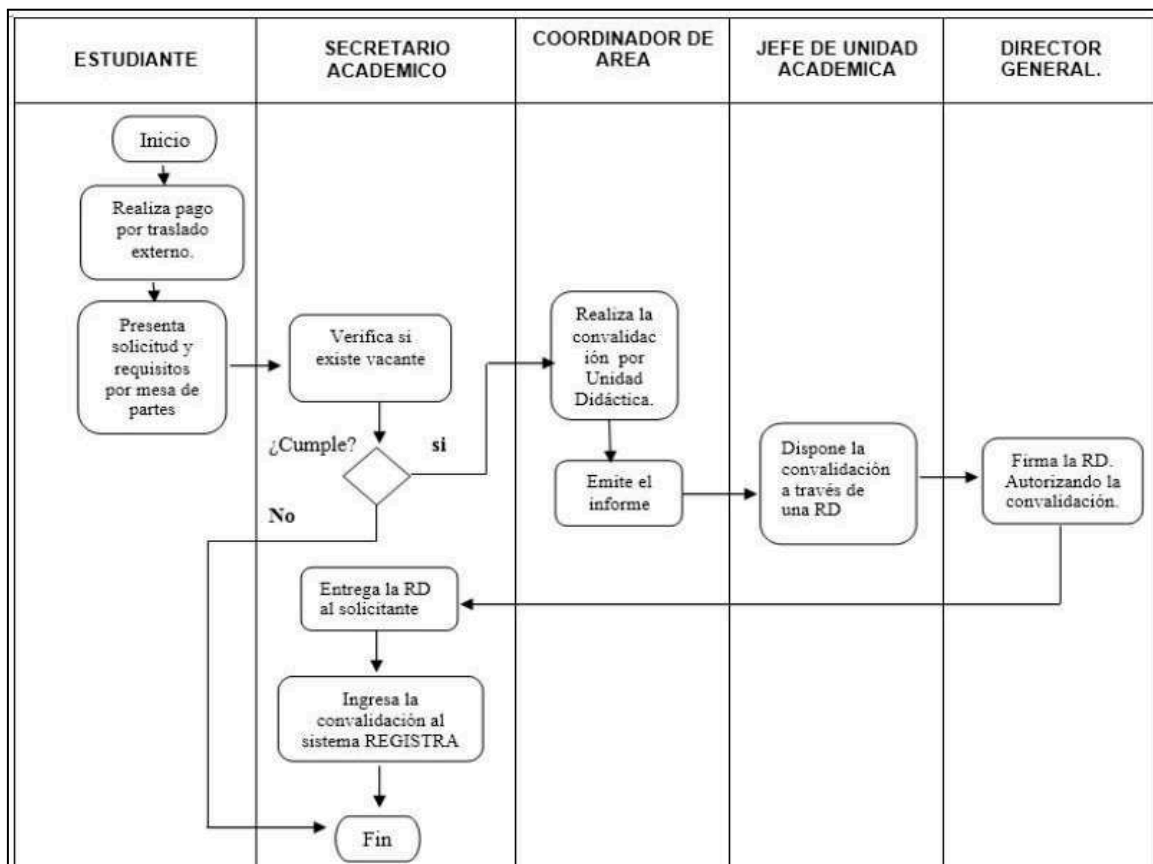 ESTUDIANTE
SECRETARIO
ACADEMICO
COORDINADOR DE
AREA
JEFE DE UNIDAD
ACADEMICA
DIRECTOR
GENERAL.
Inicio
Realiza pago
por traslado
externo.
Presenta
solicitud y
requisitos
por mesa de
partes
Verifica si
existe vacante
¿Cumple?
si
No
Realiza la
convalidac
ión por
Unidad
Didáctica.
Emite el
informe
Dispone la
convalidación
a través de
una RD
Firma la RD.
Autorizando la
convalidación.
Entrega la RD
al solicitante
Ingresa la
convalidación al
sistema REGISTRA
Fin